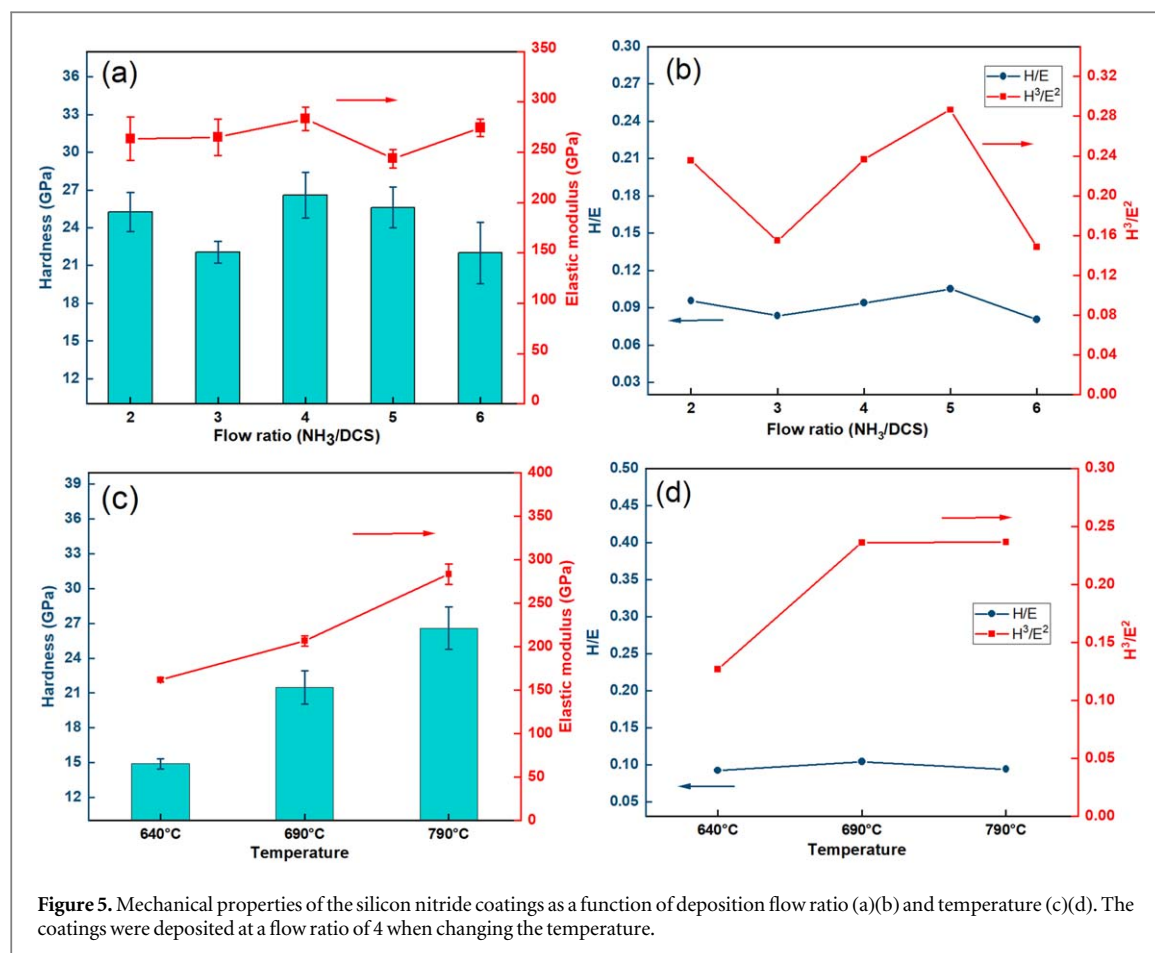 (a)
Hardness (GPa)
36
33
30
27
24
21
18
15
12
350
300
250
200
150
100
50
0
Elastic modulus (GPa)
2 3 4 5 6
Flow ratio (NH3/DCS)
(b)
H/E
0.30
0.27
0.24
0.21
0.18
0.15
0.12
0.09
0.06
0.03
H/E
H³/E²
0.32
0.28
0.24
0.20
0.16
0.12
0.08
0.04
0.00
H³/E²
2 3 4 5 6
Flow ratio (NH3/DCS)
(c)
Hardness (GPa)
39
36
33
30
27
24
21
18
15
12
400
350
300
250
200
150
100
50
0
Elastic modulus (GPa)
640°C 690°C 790°C
Temperature
(d)
H/E
0.50
0.45
0.40
0.35
0.30
0.25
0.20
0.15
0.10
0.05
H/E
H³/E²
0.30
0.25
0.20
0.15
0.10
0.05
0.00
H³/E²
640°C 690°C 790°C
Temperature
Figure 5. Mechanical properties of the silicon nitride coatings as a function of deposition flow ratio (a)(b) and temperature (c)(d). The
coatings were deposited at a flow ratio of 4 when changing the temperature.